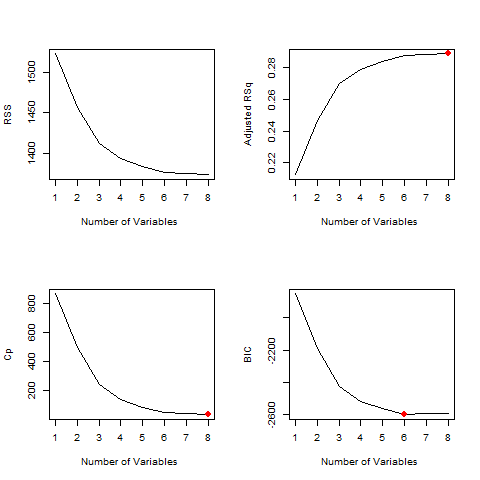 RSS
1400 1450 1500
1 2 3 4 5 6 7 8
Number of Variables
Adjusted RSq
0.22 0.24 0.26 0.28
1 2 3 4 5 6 7 8
Number of Variables
Cp
200 400 600 800
1 2 3 4 5 6 7 8
Number of Variables
BIC
-2600 -2200
1 2 3 4 5 6 7 8
Number of Variables